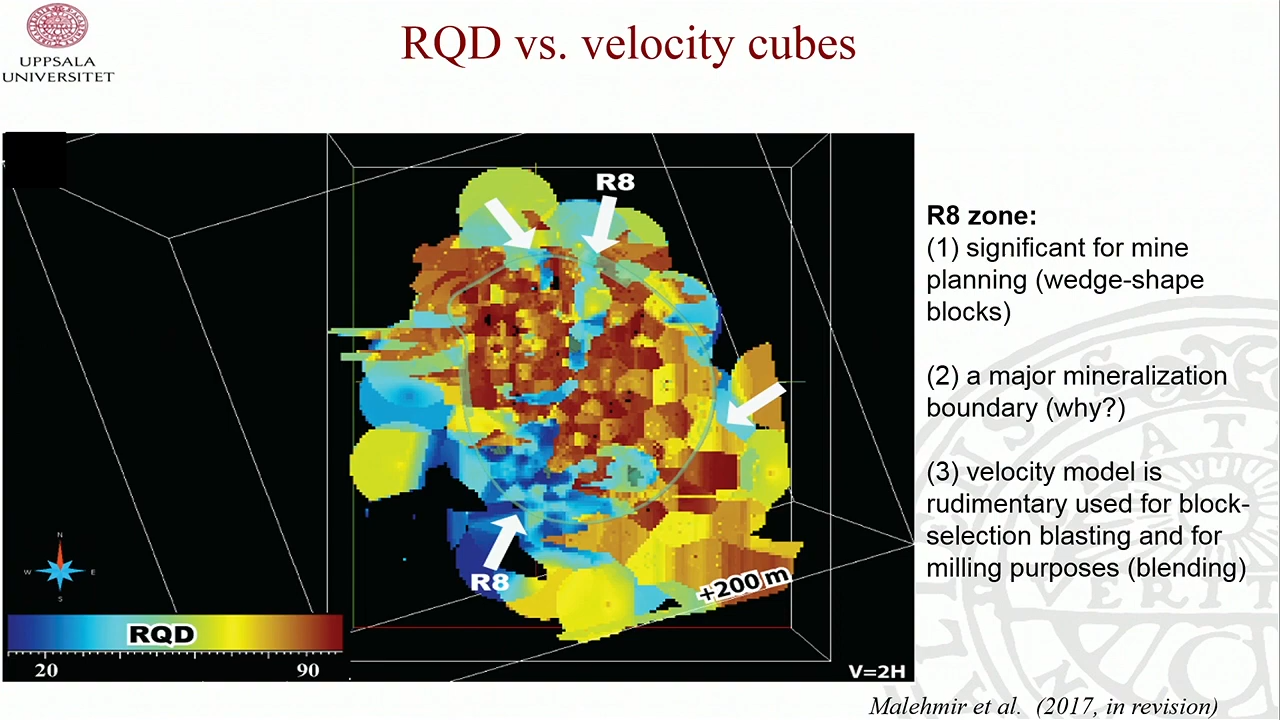 UPPSALA
UNIVERSITET
RQD vs. velocity cubes
R8
R8
+200 m
N
W E
S
RQD
20 90
V=2H
R8 zone:
(1) significant for mine
planning (wedge-shape
blocks)
(2) a major mineralization
boundary (why?)
(3) velocity model is
rudimentary used for block-
selection blasting and for
milling purposes (blending)
Malehmir et al. (2017, in revision)